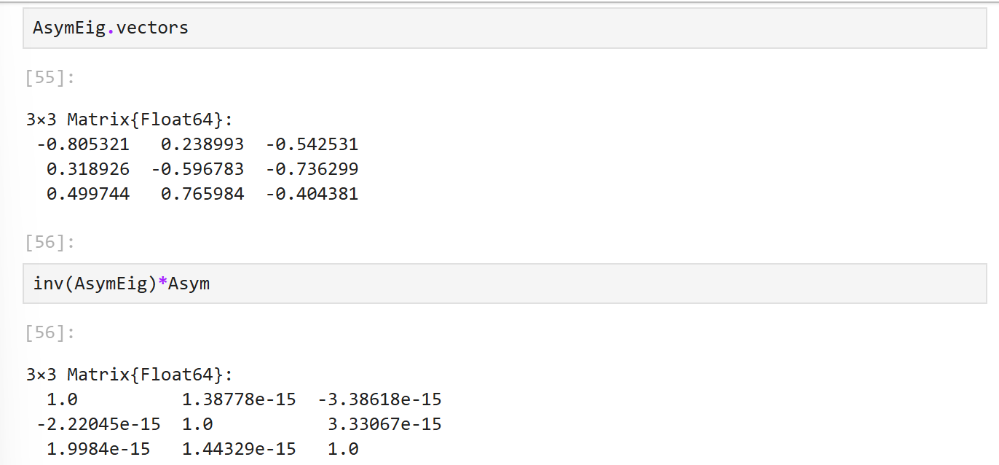 AsymEig.vectors
[55]:
3×3 Matrix{Float64}:
-0.805321 0.238993 -0.542531
0.318926 -0.596783 -0.736299
0.499744 0.765984 -0.404381
[56]:
inv(AsymEig)*Asym
[56]:
3×3 Matrix{Float64}:
1.0 1.38778e-15 -3.38618e-15
-2.22045e-15 1.0 3.33067e-15
1.9984e-15 1.44329e-15 1.0